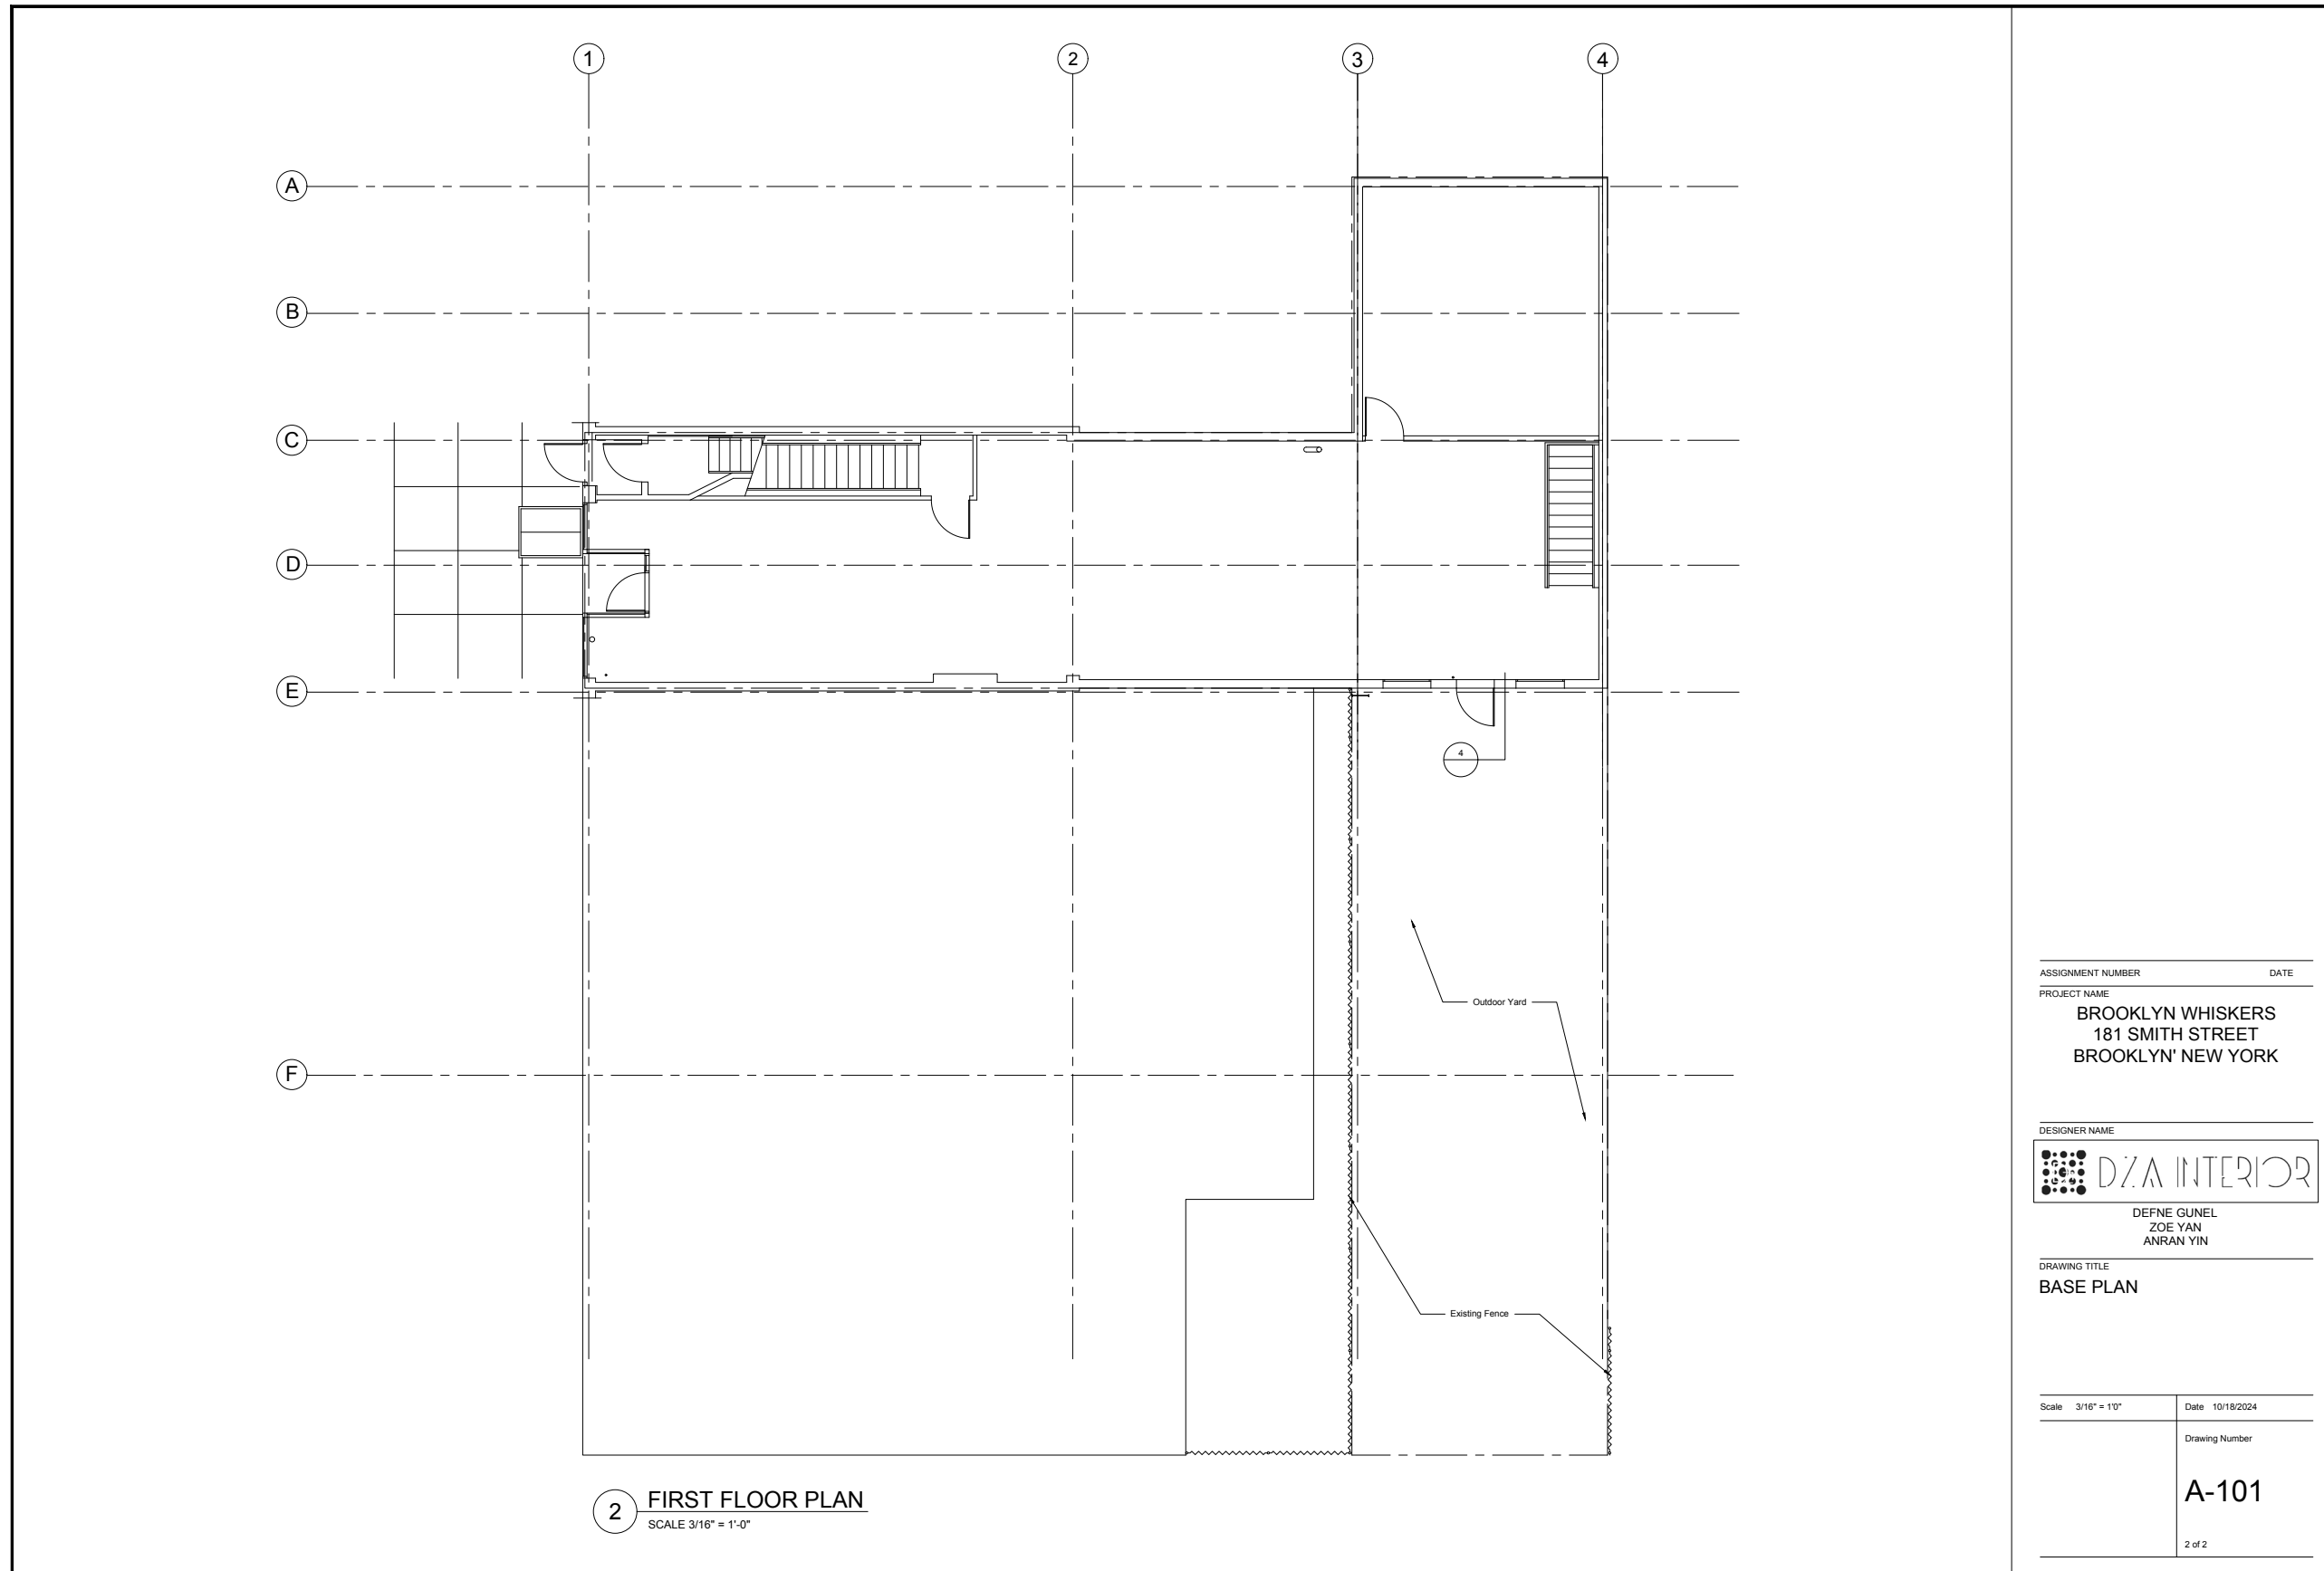 1
2
3
4
A
B
C
D
E
4
Outdoor Yard
F
Existing Fence
2
FIRST FLOOR PLAN
SCALE 3/16" = 1'-0"
ASSIGNMENT NUMBER DATE
PROJECT NAME
BROOKLYN WHISKERS
181 SMITH STREET
BROOKLYN' NEW YORK
DESIGNER NAME
DZA INTERIOR
DEFNE GUNEL
ZOE YAN
ANRAN YIN
DRAWING TITLE
BASE PLAN
Scale 3/16" = 1'0"
Date 10/18/2024
Drawing Number
A-101
2 of 2